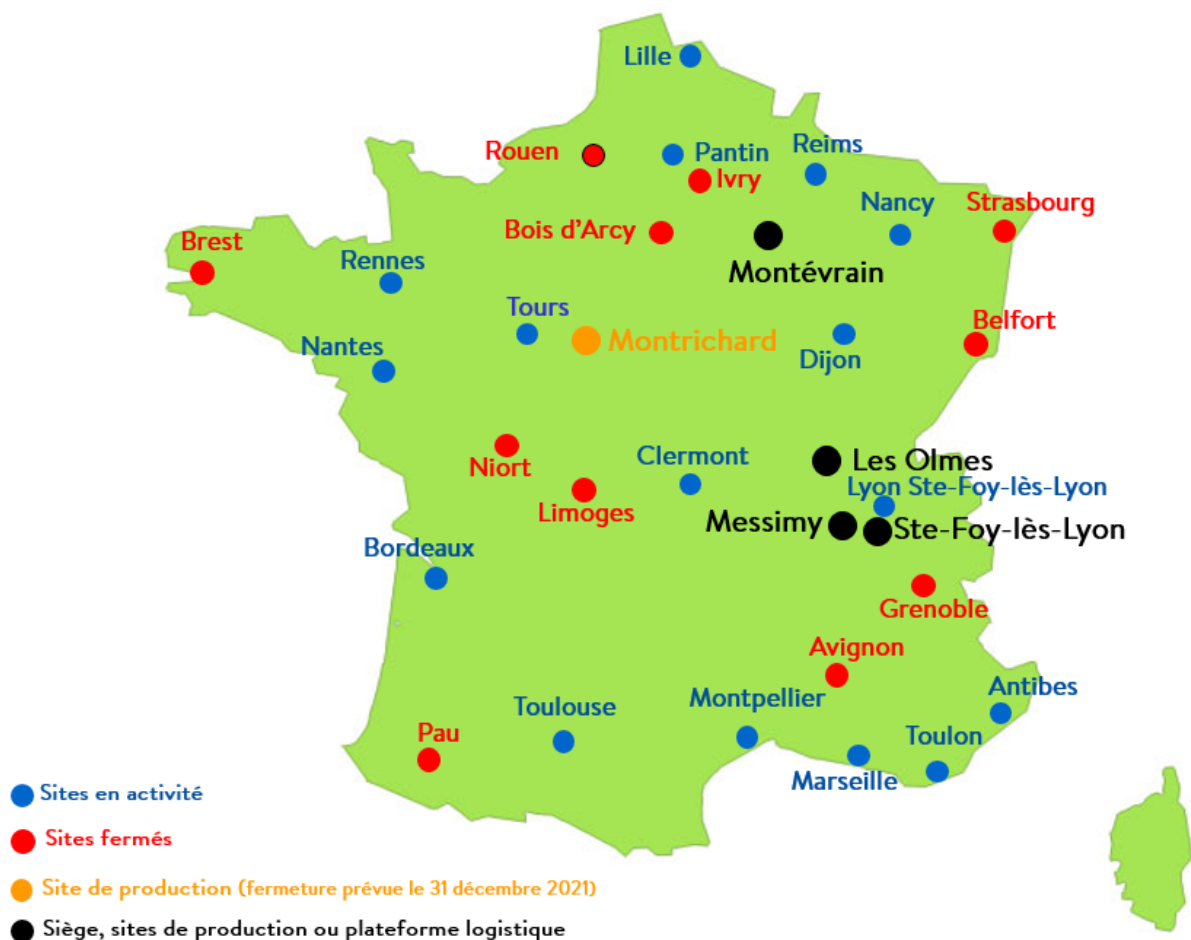 Lille
Rouen
Pantin
Reims
Ivry
Nancy
Strasbourg
Bois d'Arcy
Brest
Rennes
Montévrain
Tours
Montrichard
Belfort
Nantes
Dijon
Niort
Clermont
Les Olmes
Lyon Ste-Foy-lès-Lyon
Limoges
Messimy
Ste-Foy-lès-Lyon
Bordeaux
Grenoble
Avignon
Antibes
Montpellier
Toulouse
Pau
Toulon
Marseille
Sites en activité
Sites fermés
Site de production (fermeture prévue le 31 décembre 2021)
Siège, sites de production ou plateforme logistique